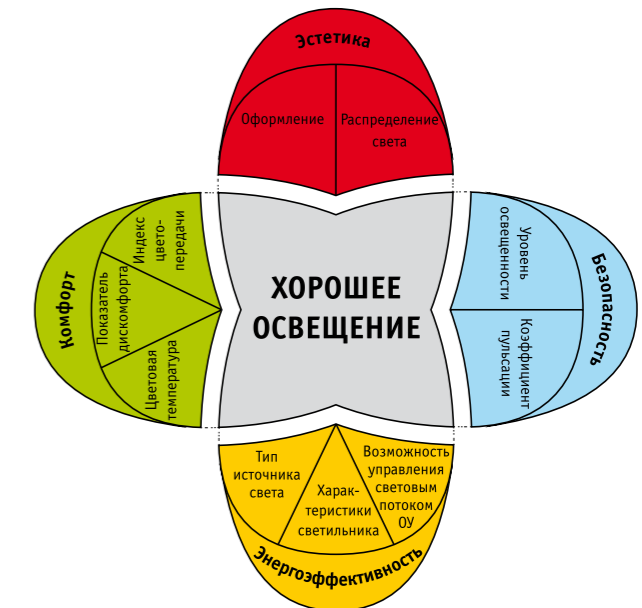 Эстетика
Оформление
Распределение
света
Комфорт
Индекс
цвето-
передачи
Показатель
дискомфорта
Цветовая
температура
ХОРОШЕЕ
ОСВЕЩЕНИЕ
Уровень
освещенности
Коэффициент
пульсации
Безопасность
Тип
источника
света
Харак-
теристики
светильника
Возможность
управления
световым
потоком
ОУ
Энергоэффективность